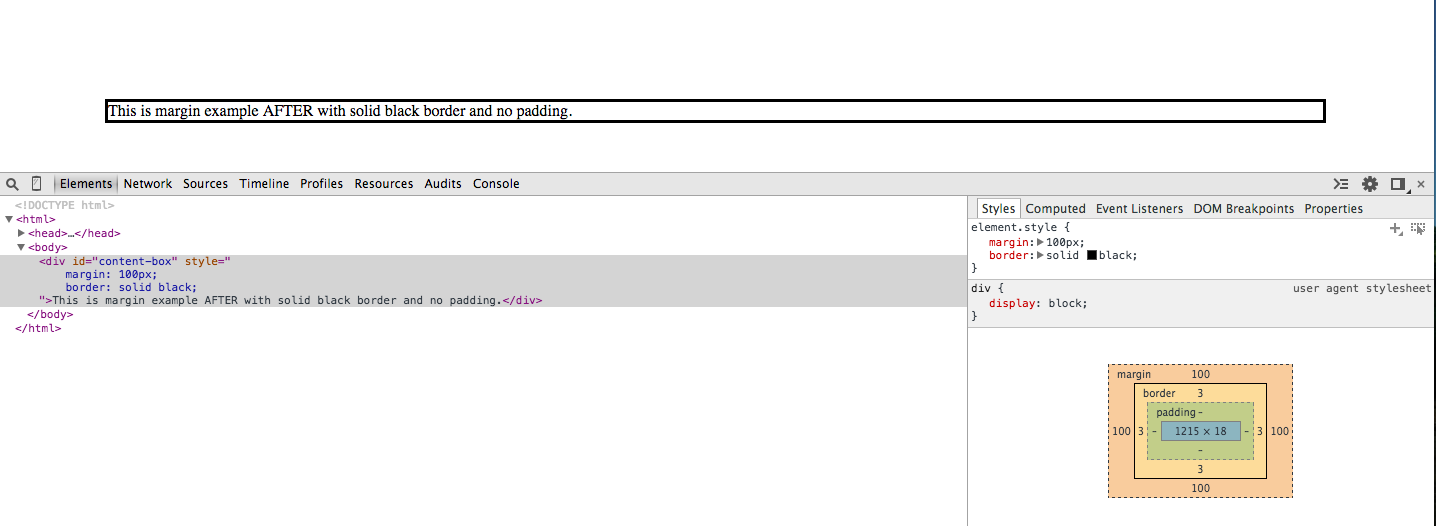 This is margin example AFTER with solid black border and no padding.
Elements Network Sources Timeline Profiles Resources Audits Console
<!DOCTYPE html>
<html>
<head>…</head>
<body>
<div id="content-box" style="
margin: 100px;
border: solid black;
">This is margin example AFTER with solid black border and no padding.</div>
</body>
</html>
Styles Computed Event Listeners DOM Breakpoints Properties
element.style {
margin: 100px;
border: solid black;
}
div { user agent stylesheet
display: block;
}
margin 100
border 3
padding -
100 3 - 1215 × 18 - 3 100
-
3
100